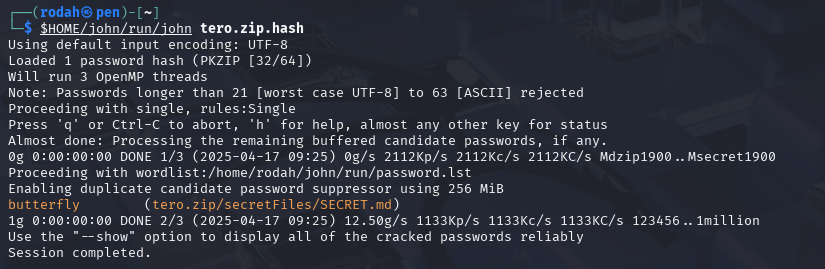 ┌──(rodah㉿pen)-[~]
└─$ $HOME/john/run/john tero.zip.hash
Using default input encoding: UTF-8
Loaded 1 password hash (PKZIP [32/64])
Will run 3 OpenMP threads
Note: Passwords longer than 21 [worst case UTF-8] to 63 [ASCII] rejected
Proceeding with single, rules:Single
Press 'q' or Ctrl-C to abort, 'h' for help, almost any other key for status
Almost done: Processing the remaining buffered candidate passwords, if any.
0g 0:00:00:00 DONE 1/3 (2025-04-17 09:25) 0g/s 2112Kp/s 2112Kc/s 2112KC/s Mdzip1900..Msecret1900
Proceeding with wordlist:/home/rodah/john/run/password.lst
Enabling duplicate candidate password suppressor using 256 MiB
butterfly        (tero.zip/secretFiles/SECRET.md)
1g 0:00:00:00 DONE 2/3 (2025-04-17 09:25) 12.50g/s 1133Kp/s 1133Kc/s 1133KC/s 123456..1million
Use the "--show" option to display all of the cracked passwords reliably
Session completed.